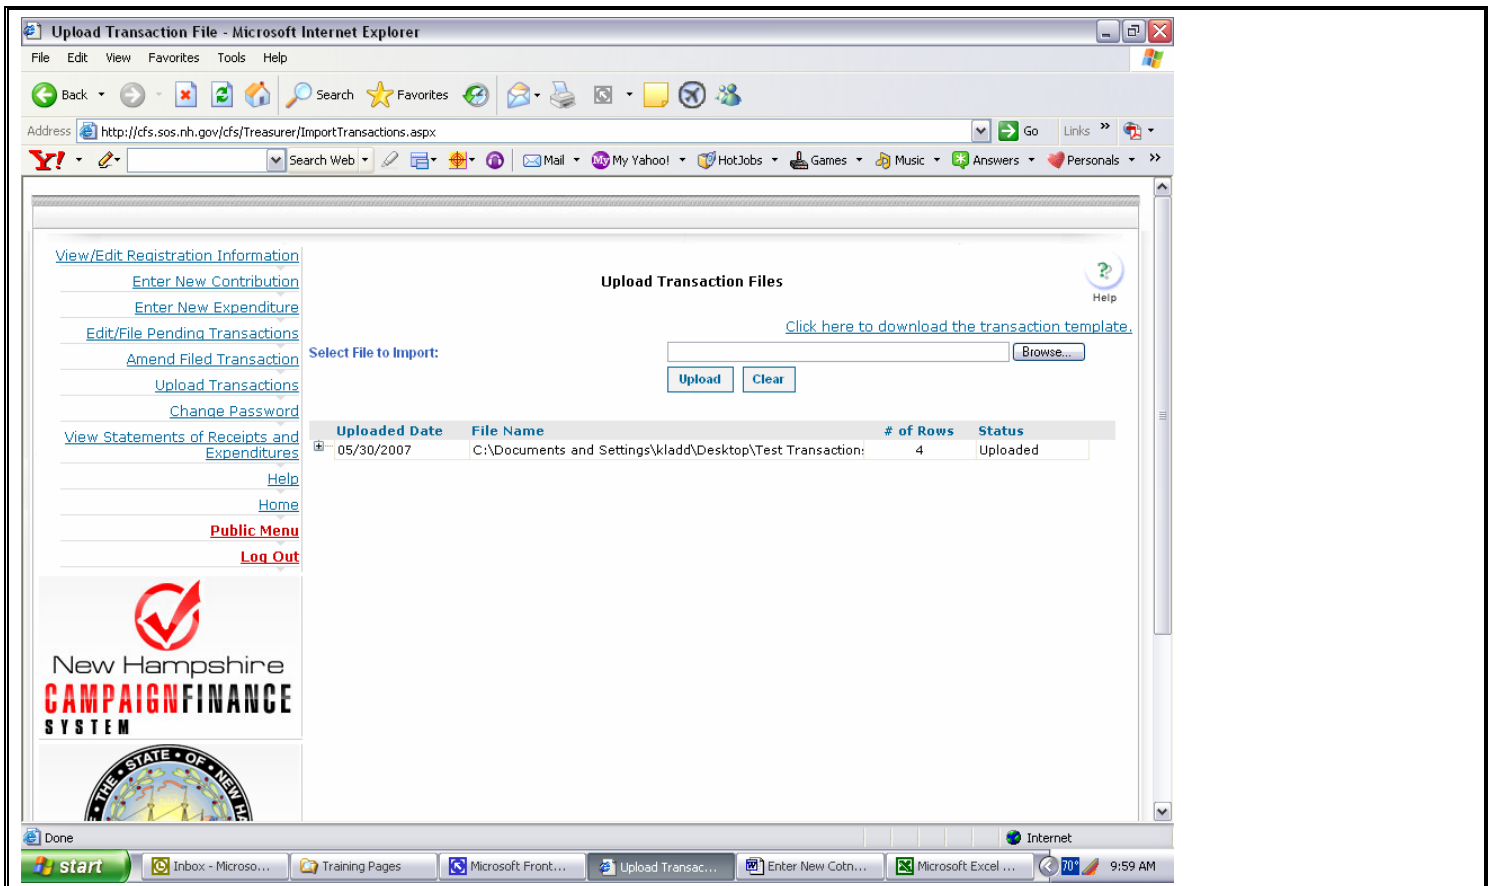 Upload Transaction File - Microsoft Internet Explorer
File Edit View Favorites Tools Help
Back Search Favorites
Address http://cfs.sos.nh.gov/cfs/Treasurer/ImportTransactions.aspx Go Links »
Y! Search Web Mail My My Yahoo! HotJobs Games Music Answers Personals »
View/Edit Registration Information
Enter New Contribution
Enter New Expenditure
Edit/File Pending Transactions
Amend Filed Transaction
Upload Transactions
Change Password
View Statements of Receipts and
Expenditures
Help
Home
Public Menu
Log Out
Upload Transaction Files
?
Help
Click here to download the transaction template.
Select File to Import: Browse...
Upload Clear
Uploaded Date File Name # of Rows Status
05/30/2007 C:\Documents and Settings\kladd\Desktop\Test Transaction: 4 Uploaded
New Hampshire
CAMPAIGNFINANCE
SYSTEM
THE • STATE • OF • NEW
Done Internet
start Inbox - Microso... Training Pages Microsoft Front... Upload Transac... Enter New Cotn... Microsoft Excel ... 70° 9:59 AM